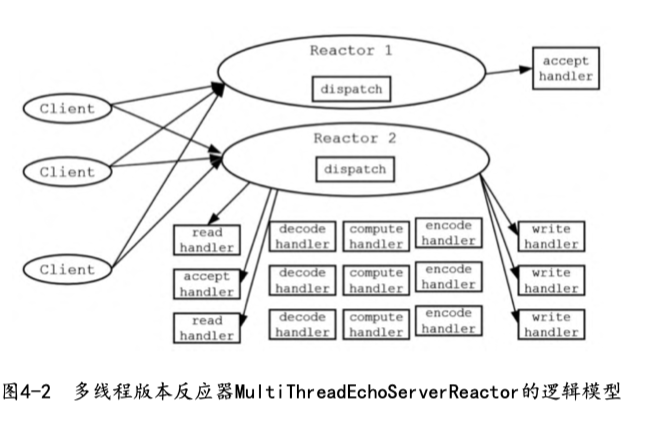 Reactor 1
dispatch
accept
handler
Client
Client
Client
Reactor 2
dispatch
read
handler
decode
handler
compute
handler
encode
handler
write
handler
accept
handler
decode
handler
compute
handler
encode
handler
write
handler
read
handler
decode
handler
compute
handler
encode
handler
write
handler
图4-2 多线程版本反应器MultiThreadEchoServerReactor的逻辑模型